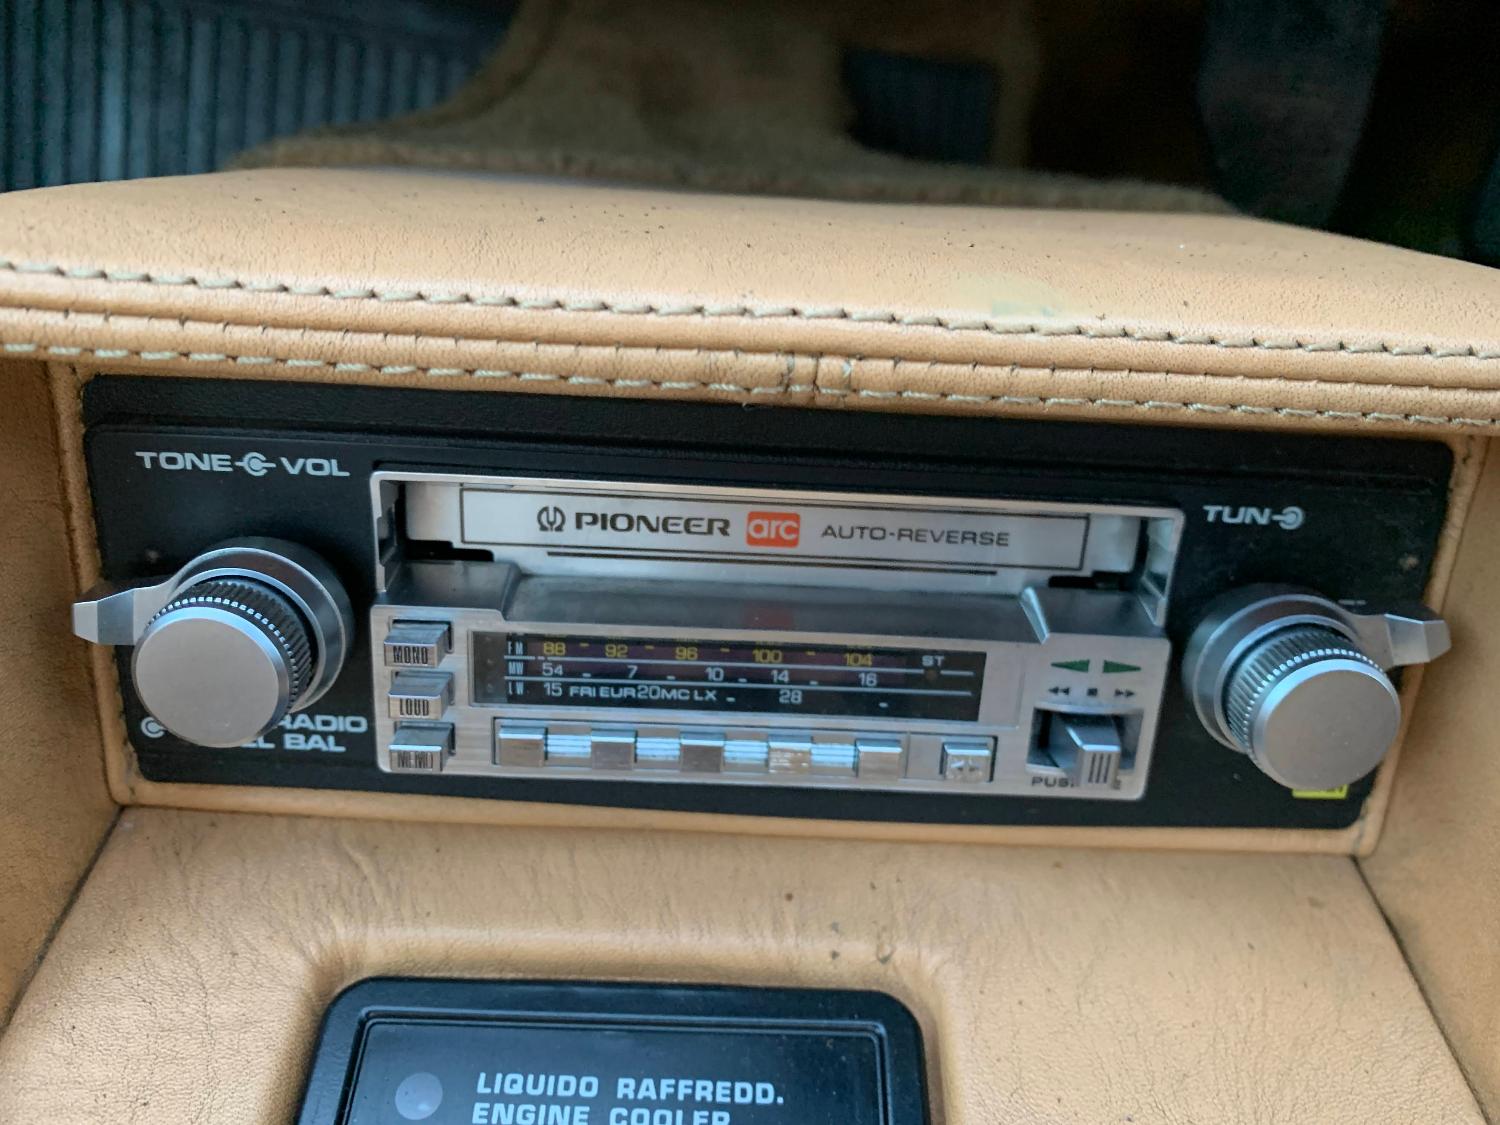 TONE VOL
PIONEER arc AUTO-REVERSE
TUN
MONO
FM 88 92 96 100 104 ST
MW 54 7 10 14 16
LW 15 FRI EUR 20 MC LX 28
LOUD
BAL
LIQUIDO RAFFREDD.
ENGINE COOLER